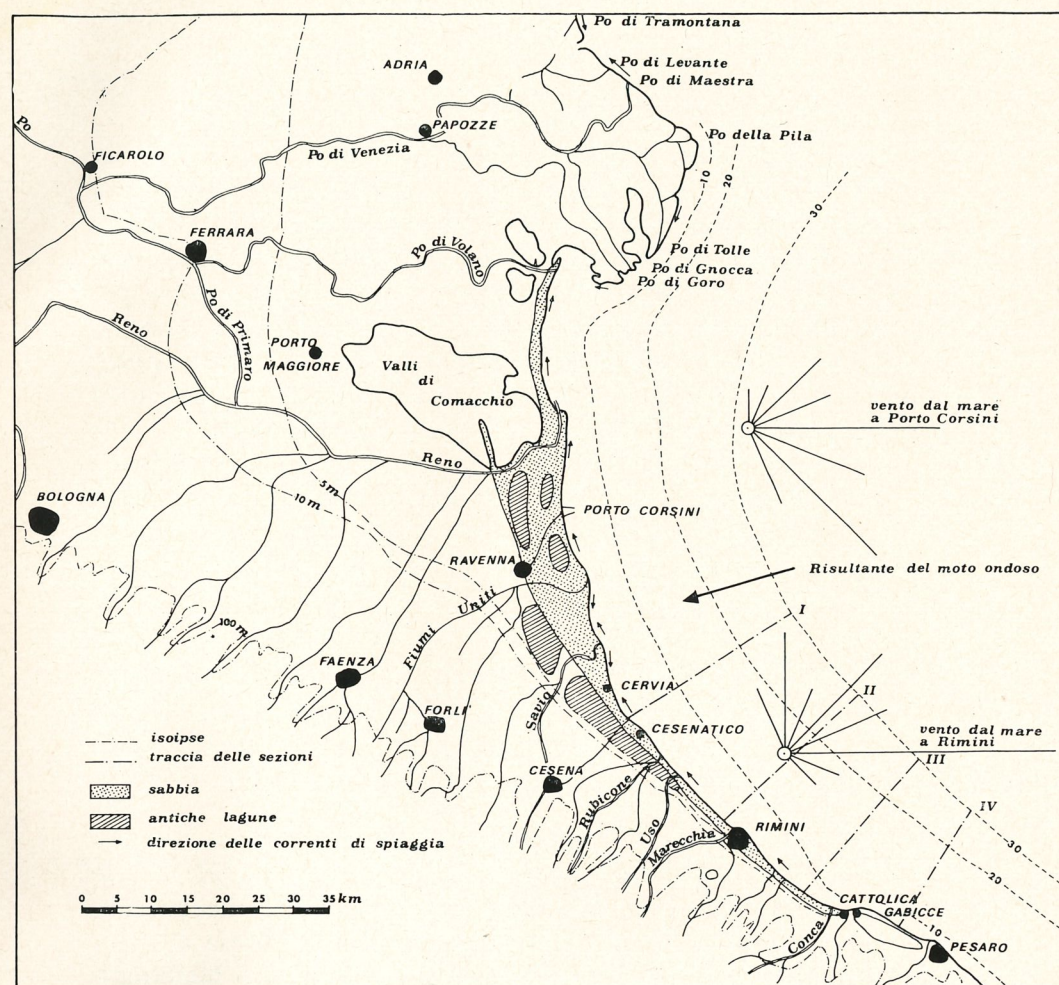 Po di Tramontana
Po di Levante
Po di Maestra
ADRIA
PAPOZZE
Po della Pila
Po
FICAROLO
Po di Venezia
10
20
30
FERRARA
Po di Volano
Po di Tolle
Po di Gnocca
Po di Goro
Po di Primaro
Reno
PORTO
MAGGIORE
Valli
di
Comacchio
vento dal mare
a Porto Corsini
Reno
5m
10 m
BOLOGNA
PORTO CORSINI
RAVENNA
Risultante del moto ondoso
Fiumi Uniti
100 m
I
FAENZA
CERVIA
II
FORLI'
Savio
CESENATICO
vento dal mare
a Rimini
III
isoipse
traccia delle sezioni
CESENA
sabbia
Rubicone
Uso
IV
antiche lagune
Marecchia
RIMINI
direzione delle correnti di spiaggia
30
20
0 5 10 15 20 25 30 35 km
CATTOLICA
GABICCE
10
Conca
PESARO